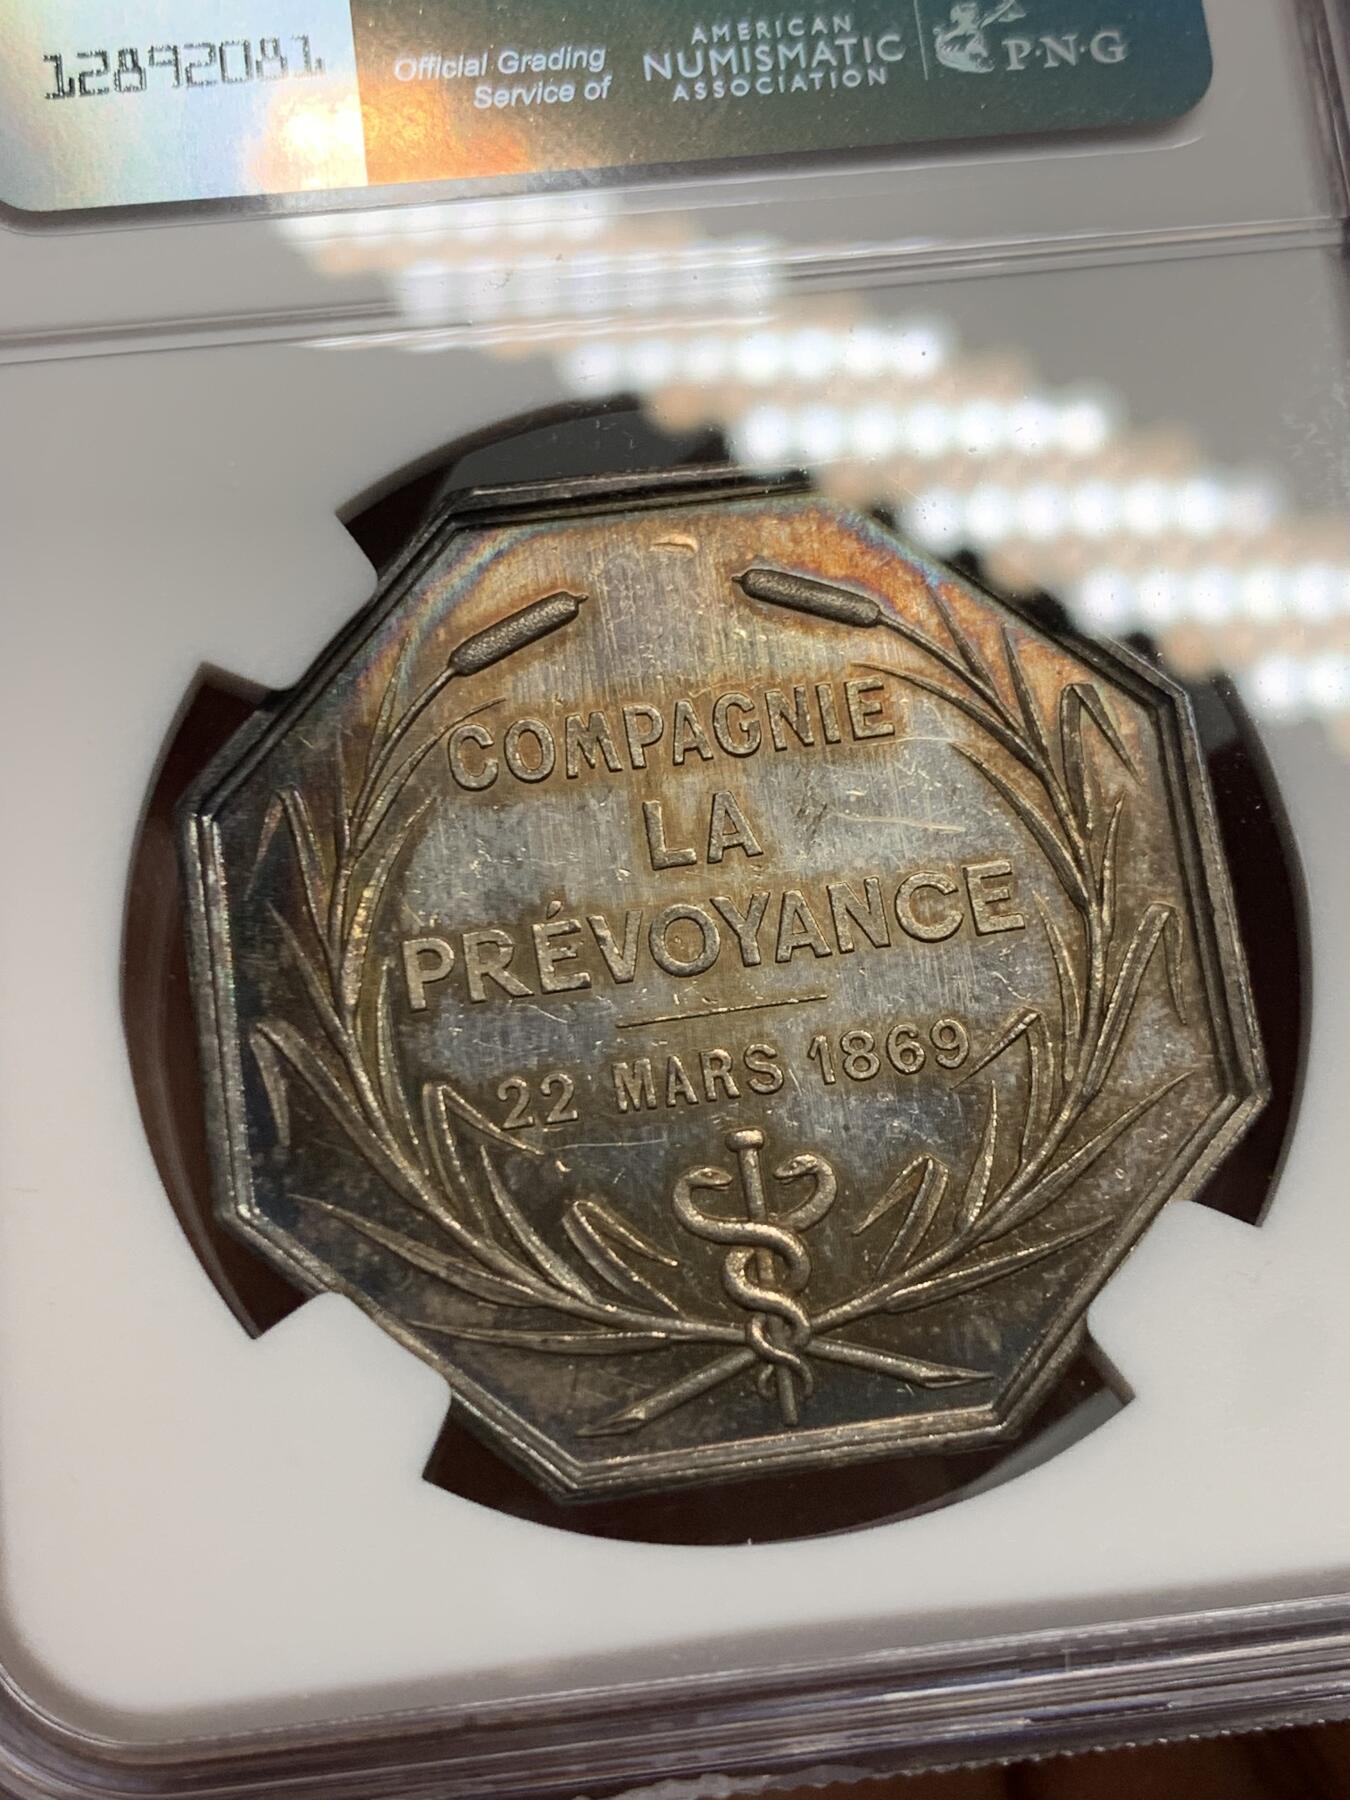 12892081
Official Grading
Service of
AMERICAN
NUMISMATIC
ASSOCIATION
P·N·G
COMPAGNIE
LA
PRÉVOYANCE
22 MARS 1869